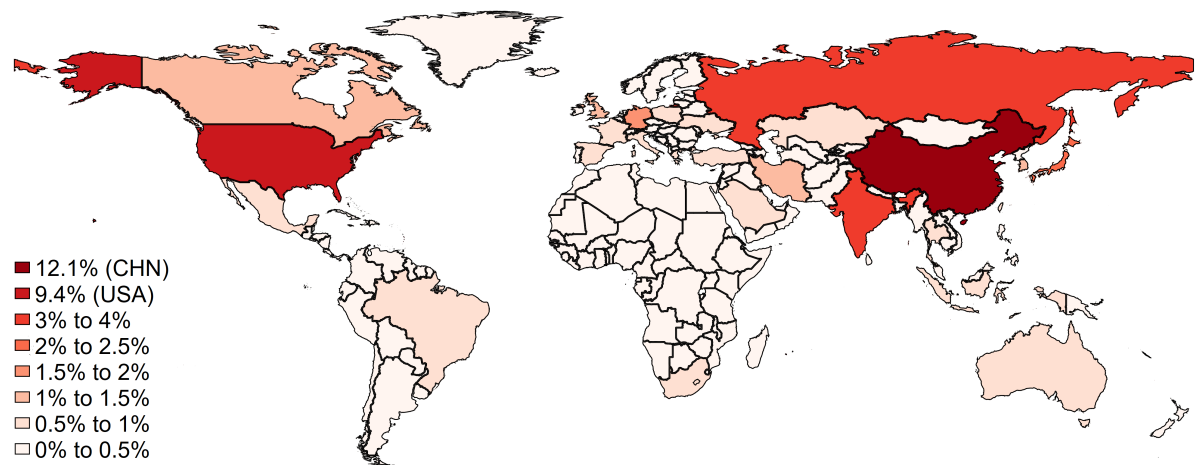 12.1% (CHN)
9.4% (USA)
3% to 4%
2% to 2.5%
1.5% to 2%
1% to 1.5%
0.5% to 1%
0% to 0.5%